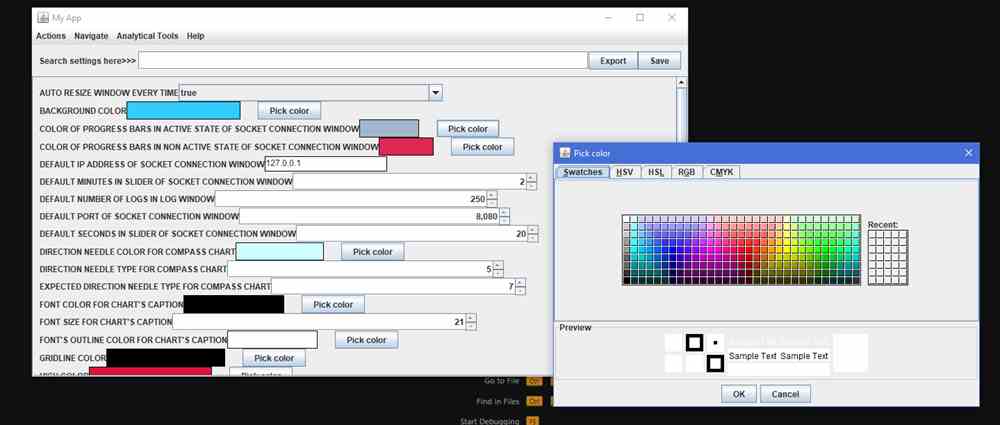 My App
Actions Navigate Analytical Tools Help
Search settings here>>> Export Save
AUTO RESIZE WINDOW EVERY TIME true
BACKGROUND COLOR Pick color
COLOR OF PROGRESS BARS IN ACTIVE STATE OF SOCKET CONNECTION WINDOW Pick color
COLOR OF PROGRESS BARS IN NON ACTIVE STATE OF SOCKET CONNECTION WINDOW Pick color
DEFAULT IP ADDRESS OF SOCKET CONNECTION WINDOW 127.0.0.1
DEFAULT MINUTES IN SLIDER OF SOCKET CONNECTION WINDOW 2
DEFAULT NUMBER OF LOGS IN LOG WINDOW 250
DEFAULT PORT OF SOCKET CONNECTION WINDOW 8,080
DEFAULT SECONDS IN SLIDER OF SOCKET CONNECTION WINDOW 20
DIRECTION NEEDLE COLOR FOR COMPASS CHART Pick color
DIRECTION NEEDLE TYPE FOR COMPASS CHART 5
EXPECTED DIRECTION NEEDLE TYPE FOR COMPASS CHART 7
FONT COLOR FOR CHART'S CAPTION Pick color
FONT SIZE FOR CHART'S CAPTION 21
FONT'S OUTLINE COLOR FOR CHART'S CAPTION Pick color
GRIDLINE COLOR Pick color
HIGH COLOR Pick color
Pick color
Swatches HSV HSL RGB CMYK
Recent:
Preview
Sample Text Sample Text
OK Cancel
Go to File Ctrl
Find in Files Ctrl
Start Debugging F5